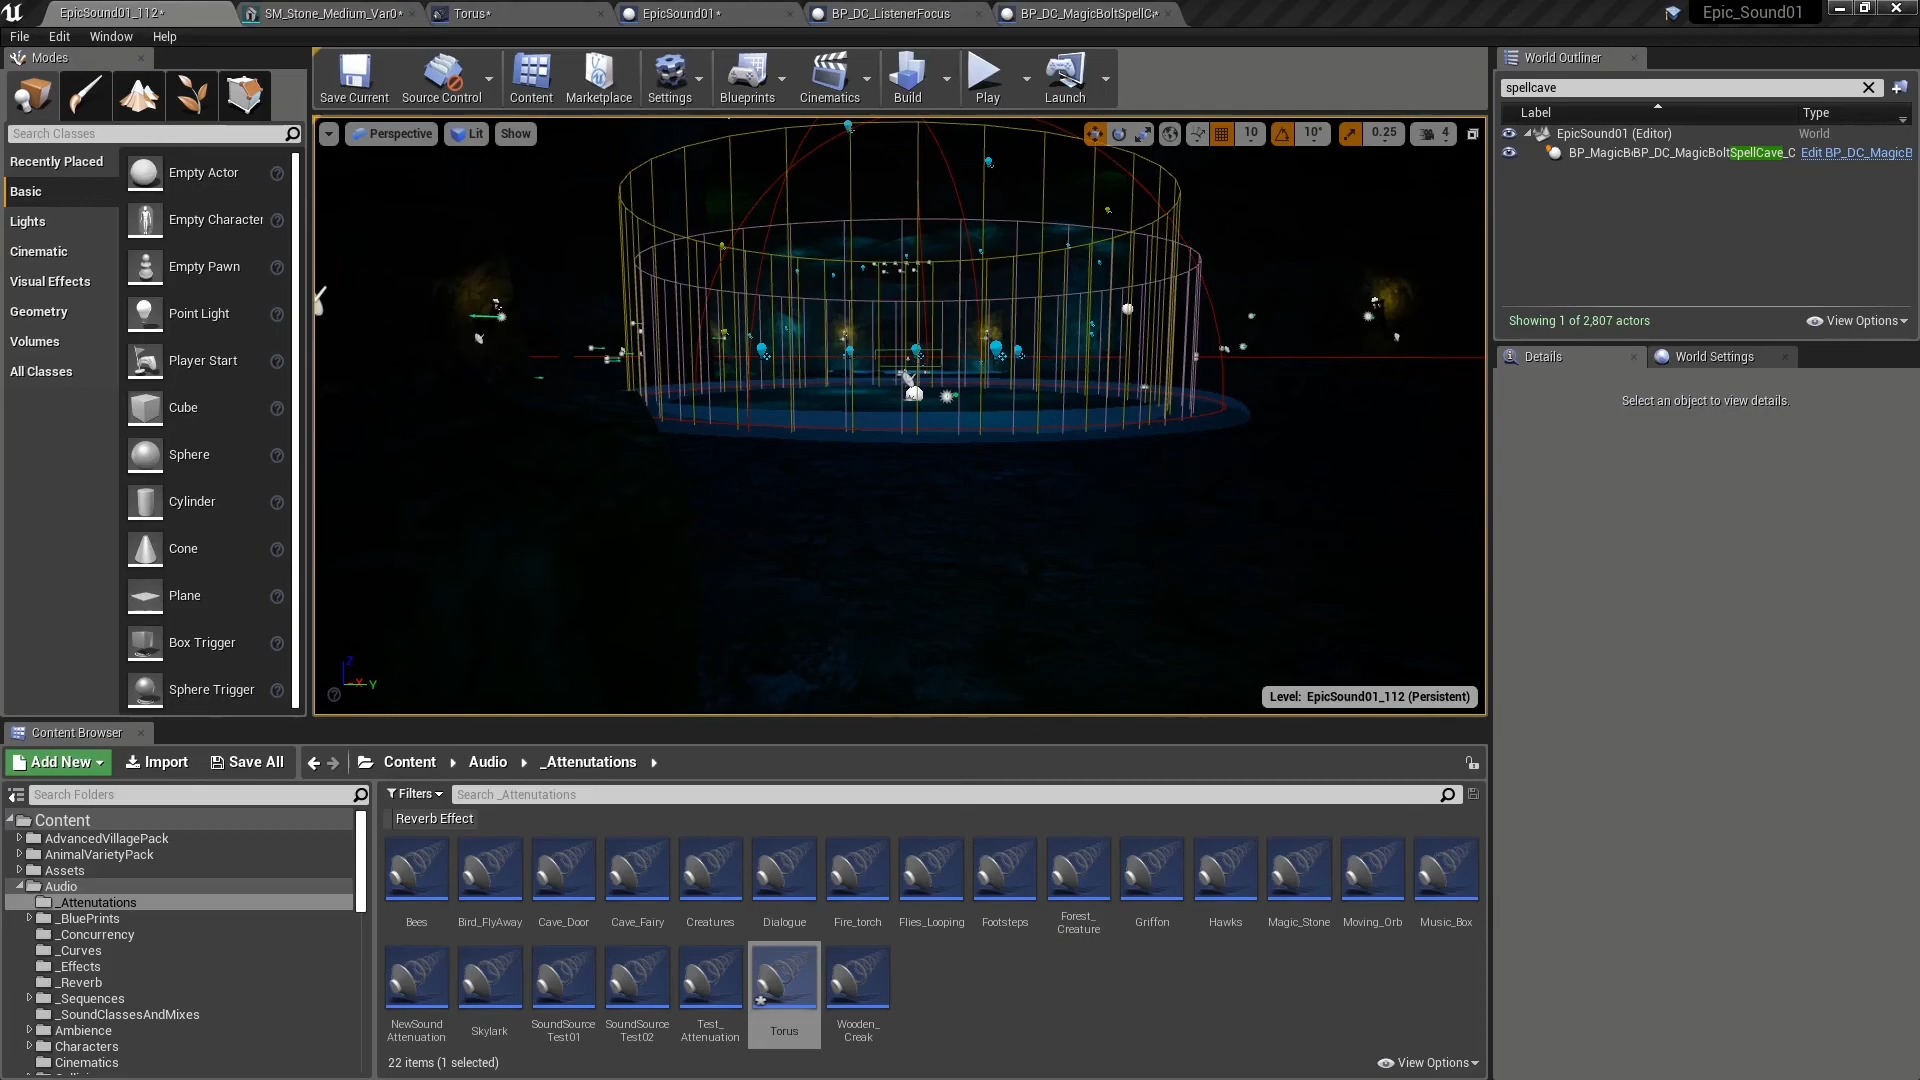 EpicSound01_112*
SM_Stone_Medium_Var0*
Torus*
EpicSound01*
BP_DC_ListenerFocus
BP_DC_MagicBoltSpellCa*
Epic_Sound01
File
Edit
Window
Help
Modes
Search Classes
Recently Placed
Basic
Lights
Cinematic
Visual Effects
Geometry
Volumes
All Classes
Empty Actor
Empty Character
Empty Pawn
Point Light
Player Start
Cube
Sphere
Cylinder
Cone
Plane
Box Trigger
Sphere Trigger
Save Current
Source Control
Content
Marketplace
Settings
Blueprints
Cinematics
Build
Play
Launch
Perspective
Lit
Show
10
10°
0.25
4
Z
X
Y
Level: EpicSound01_112 (Persistent)
World Outliner
spellcave
Label
Type
EpicSound01 (Editor)
World
BP_MagicBoBP_DC_MagicBoltSpellCave_C
Edit BP_DC_MagicB
Showing 1 of 2,807 actors
View Options
Details
World Settings
Select an object to view details.
Content Browser
Add New
Import
Save All
Content
Audio
_Attenutations
Search Folders
Filters
Search _Attenutations
Reverb Effect
Content
AdvancedVillagePack
AnimalVarietyPack
Assets
Audio
_Attenutations
_BluePrints
_Concurrency
_Curves
_Effects
_Reverb
_Sequences
_SoundClassesAndMixes
Ambience
Characters
Cinematics
Bees
Bird_FlyAway
Cave_Door
Cave_Fairy
Creatures
Dialogue
Fire_torch
Flies_Looping
Footsteps
Forest_
Creature
Griffon
Hawks
Magic_Stone
Moving_Orb
Music_Box
NewSound
Attenuation
Skylark
SoundSource
Test01
SoundSource
Test02
Test_
Attenuation
Torus
Wooden_
Creak
22 items (1 selected)
View Options